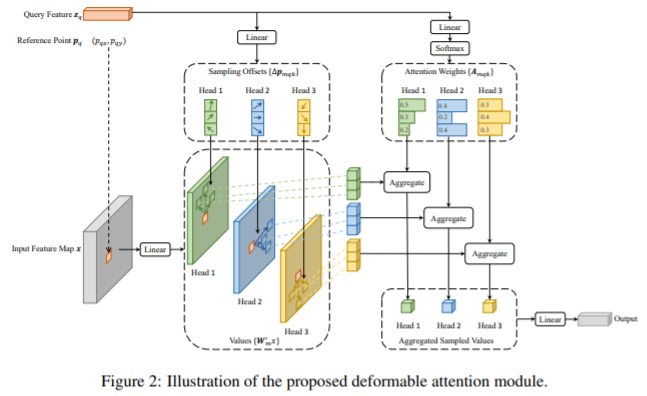 Query Feature z_q
Reference Point p_q (p_qx, p_qy)
Linear
Linear
Softmax
Sampling Offsets {Δp_mqk}
Head 1 Head 2 Head 3
Attention Weights {A_mqk}
Head 1 Head 2 Head 3
0.5 0.4 0.3
0.3 0.2 0.4
0.2 0.4 0.3
Aggregate
Aggregate
Aggregate
Input Feature Map x
Linear
Head 1
Head 2
Head 3
Values {W'_m x}
Head 1 Head 2 Head 3
Aggregated Sampled Values
Linear
Output
Figure 2: Illustration of the proposed deformable attention module.